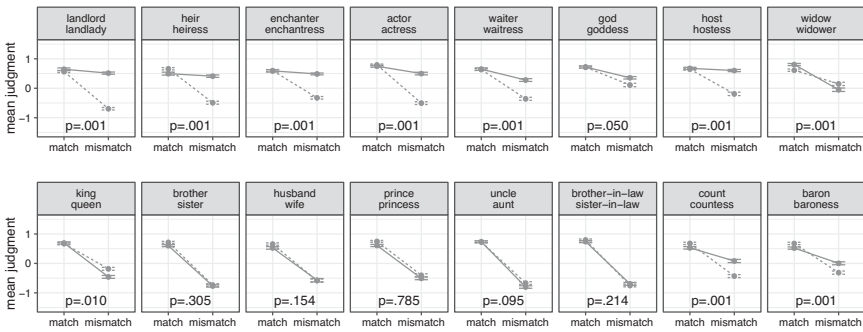 landlord heir enchanter actor waiter god host widow
landlady heiress enchantress actress waitress goddess hostess widower
mean judgment
1
0
−1
p=.001 p=.001 p=.001 p=.001 p=.001 p=.050 p=.001 p=.001
match mismatch match mismatch match mismatch match mismatch match mismatch match mismatch match mismatch match mismatch
king brother husband prince uncle brother−in−law count baron
queen sister wife princess aunt sister−in−law countess baroness
mean judgment
1
0
−1
p=.010 p=.305 p=.154 p=.785 p=.095 p=.214 p=.001 p=.001
match mismatch match mismatch match mismatch match mismatch match mismatch match mismatch match mismatch match mismatch